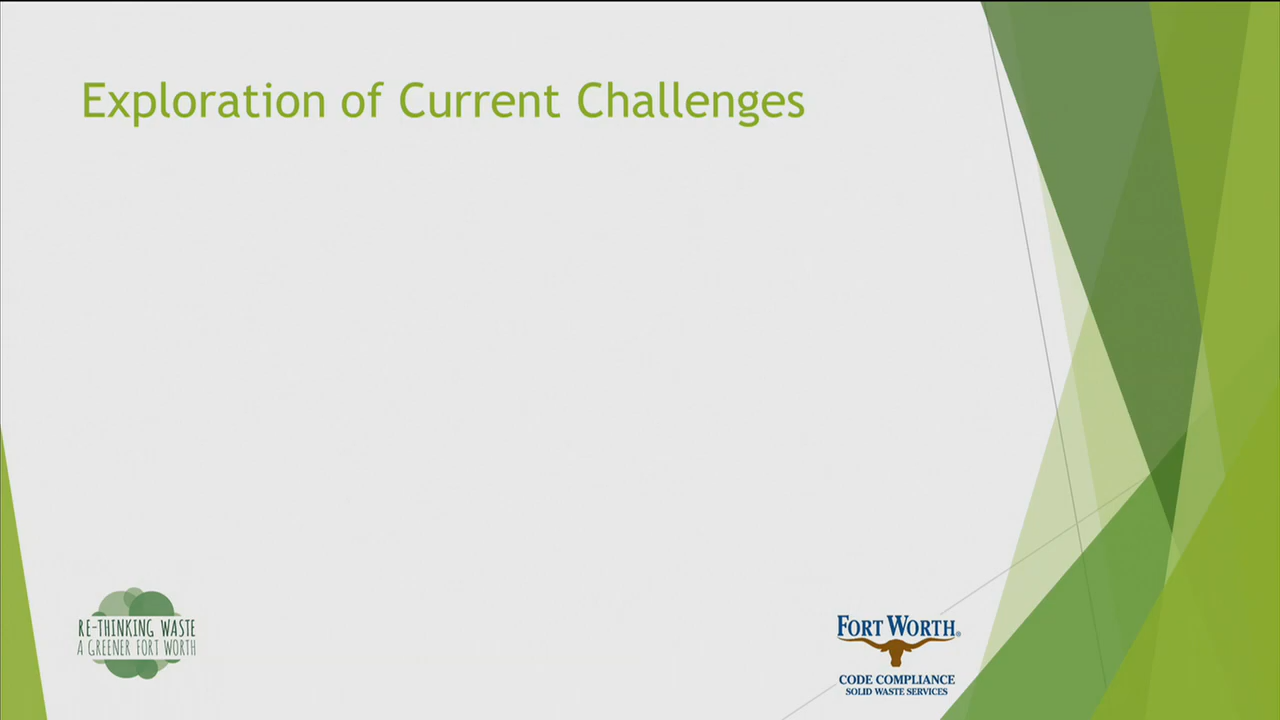 Exploration of Current Challenges
RE-THINKING WASTE
A GREENER FORT WORTH
FORT WORTH®
CODE COMPLIANCE
SOLID WASTE SERVICES